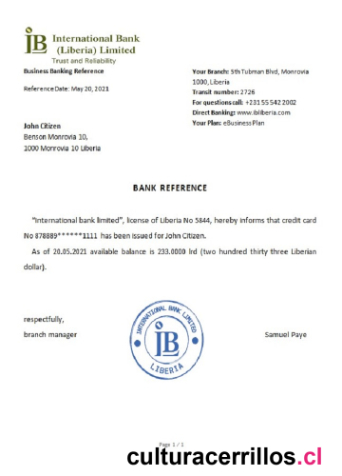 IB International Bank
(Liberia) Limited
Trust and Reliability
Business Banking Reference
Reference Date: May 20, 2021
Your Branch: 5th Tubman Blvd, Monrovia
1000, Liberia
Transit number: 2726
For questions call: +231 55 542 2002
Direct Banking: www.ibliberia.com
Your Plan: eBusiness Plan
John Citizen
Benson Monrovia 10,
1000 Monrovia 10 Liberia
BANK REFERENCE
"International bank limited", license of Liberia No 5844, hereby informs that credit card
No 878889******1111 has been issued for John Citizen.
As of 20.05.2021 available balance is 233.0000 lrd (two hundred thirty three Liberian
dollar).
respectfully,
branch manager
INTERNATIONAL BANK LIMITED
IB
LIBERIA
Samuel Paye
Page 1 / 1
culturacerrillos.cl